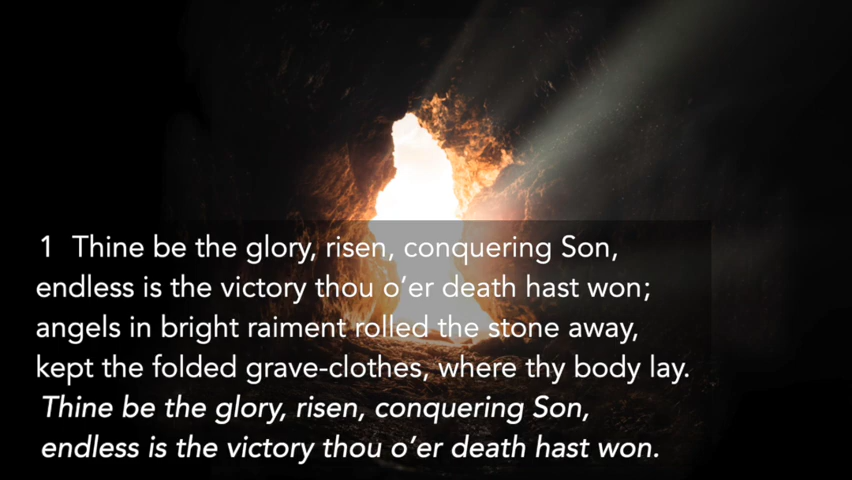 1 Thine be the glory, risen, conquering Son,
endless is the victory thou o’er death hast won;
angels in bright raiment rolled the stone away,
kept the folded grave-clothes, where thy body lay.
Thine be the glory, risen, conquering Son,
endless is the victory thou o’er death hast won.